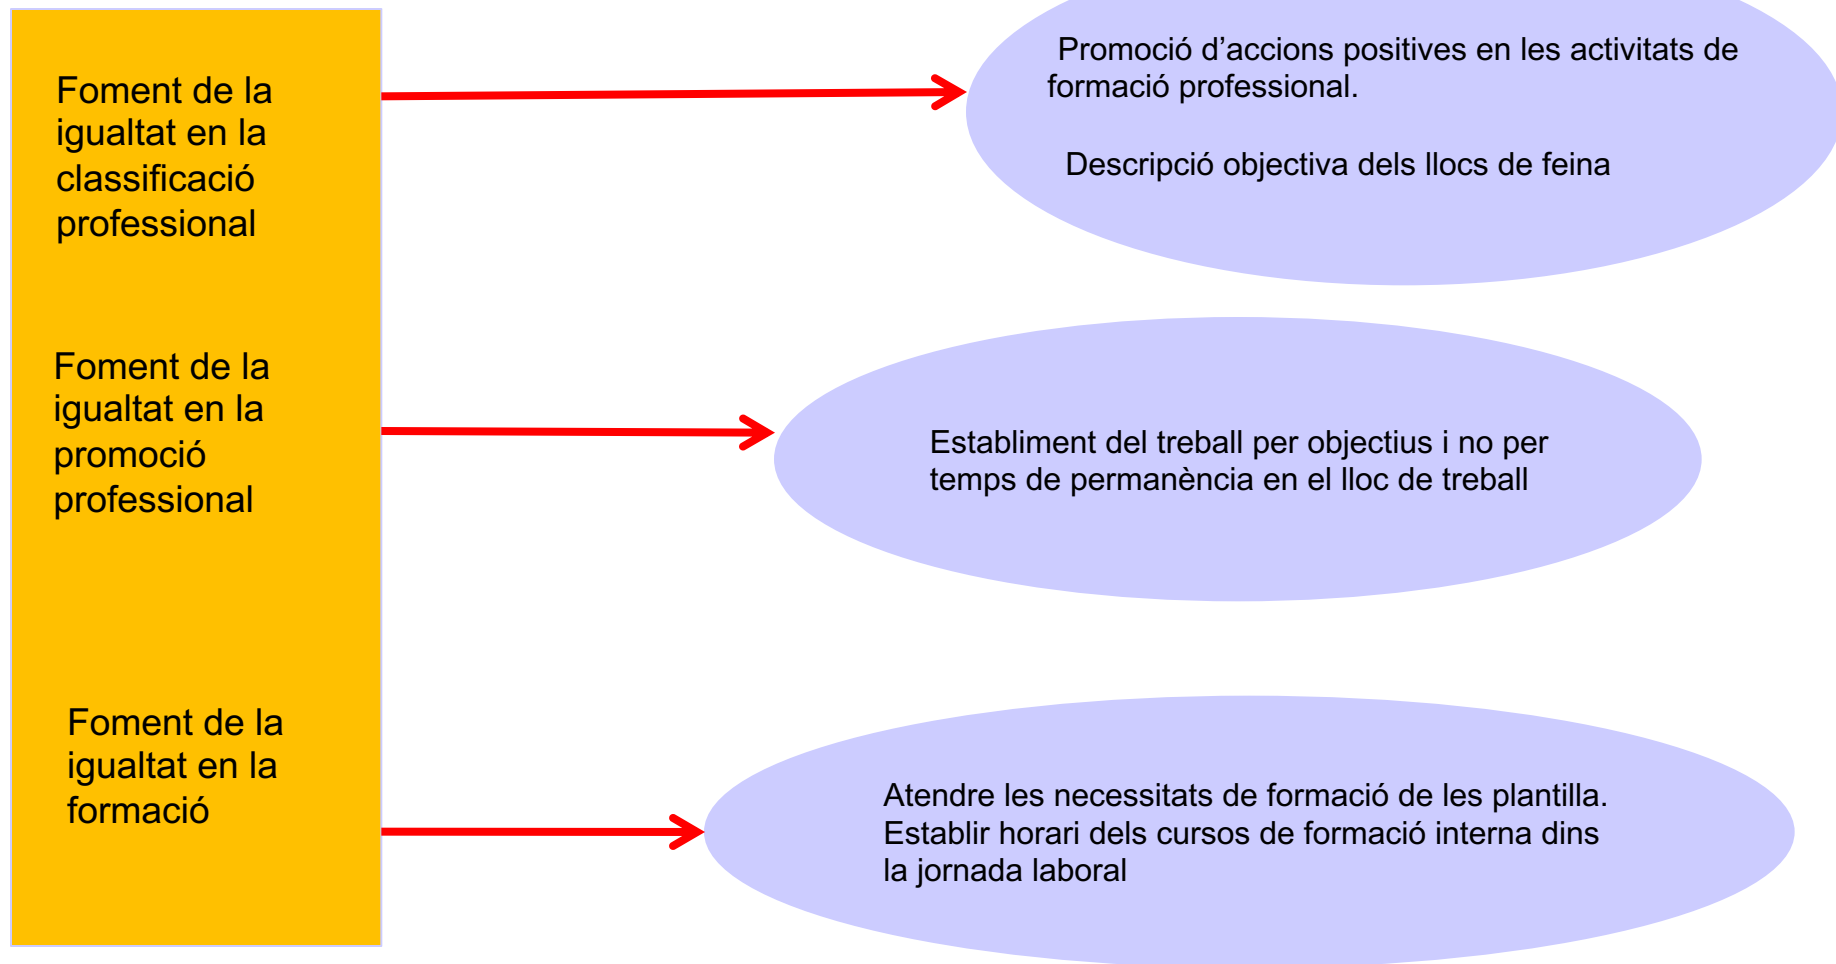 Foment de la
igualtat en la
classificació
professional
Promoció d’accions positives en les activitats de
formació professional.
Descripció objectiva dels llocs de feina
Foment de la
igualtat en la
promoció
professional
Establiment del treball per objectius i no per
temps de permanència en el lloc de treball
Foment de la
igualtat en la
formació
Atendre les necessitats de formació de les plantilla.
Establir horari dels cursos de formació interna dins
la jornada laboral